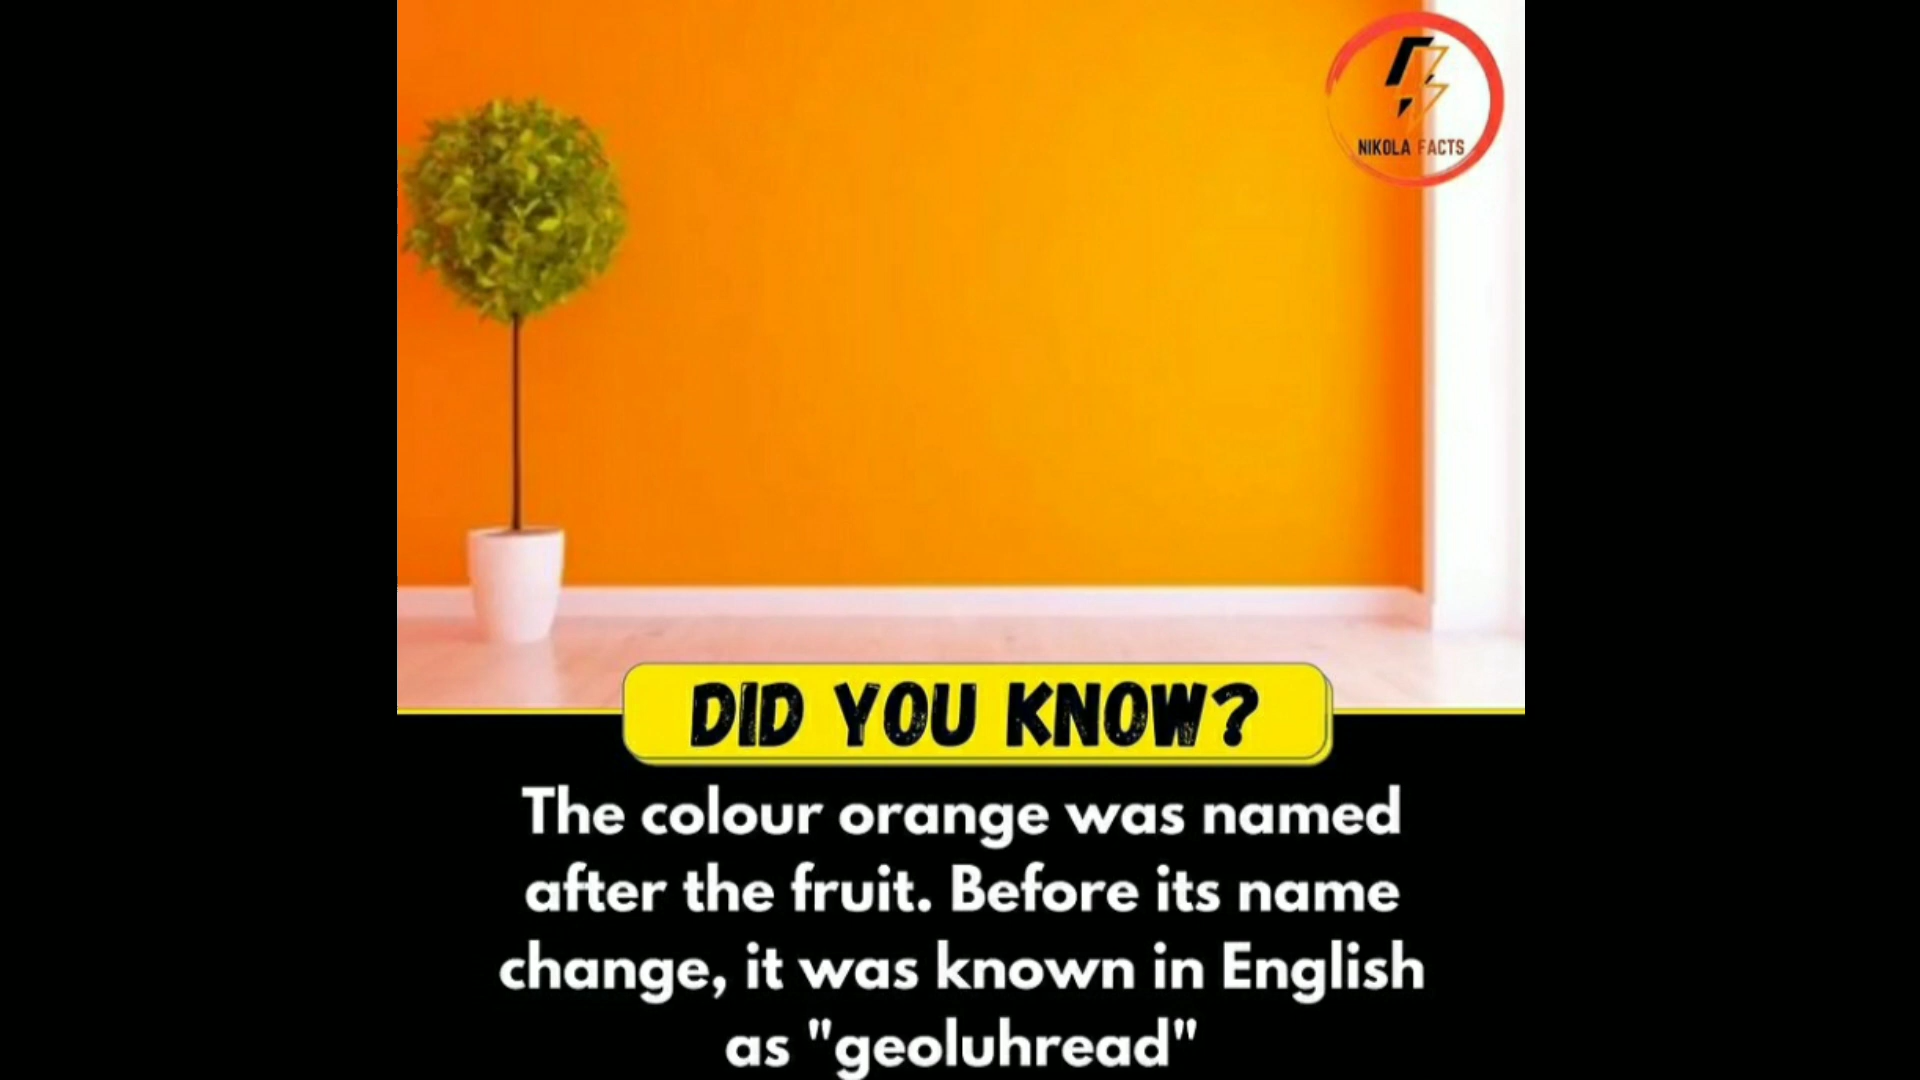 NIKOLA FACTS
DID YOU KNOW?
The colour orange was named
after the fruit. Before its name
change, it was known in English
as "geoluhread"